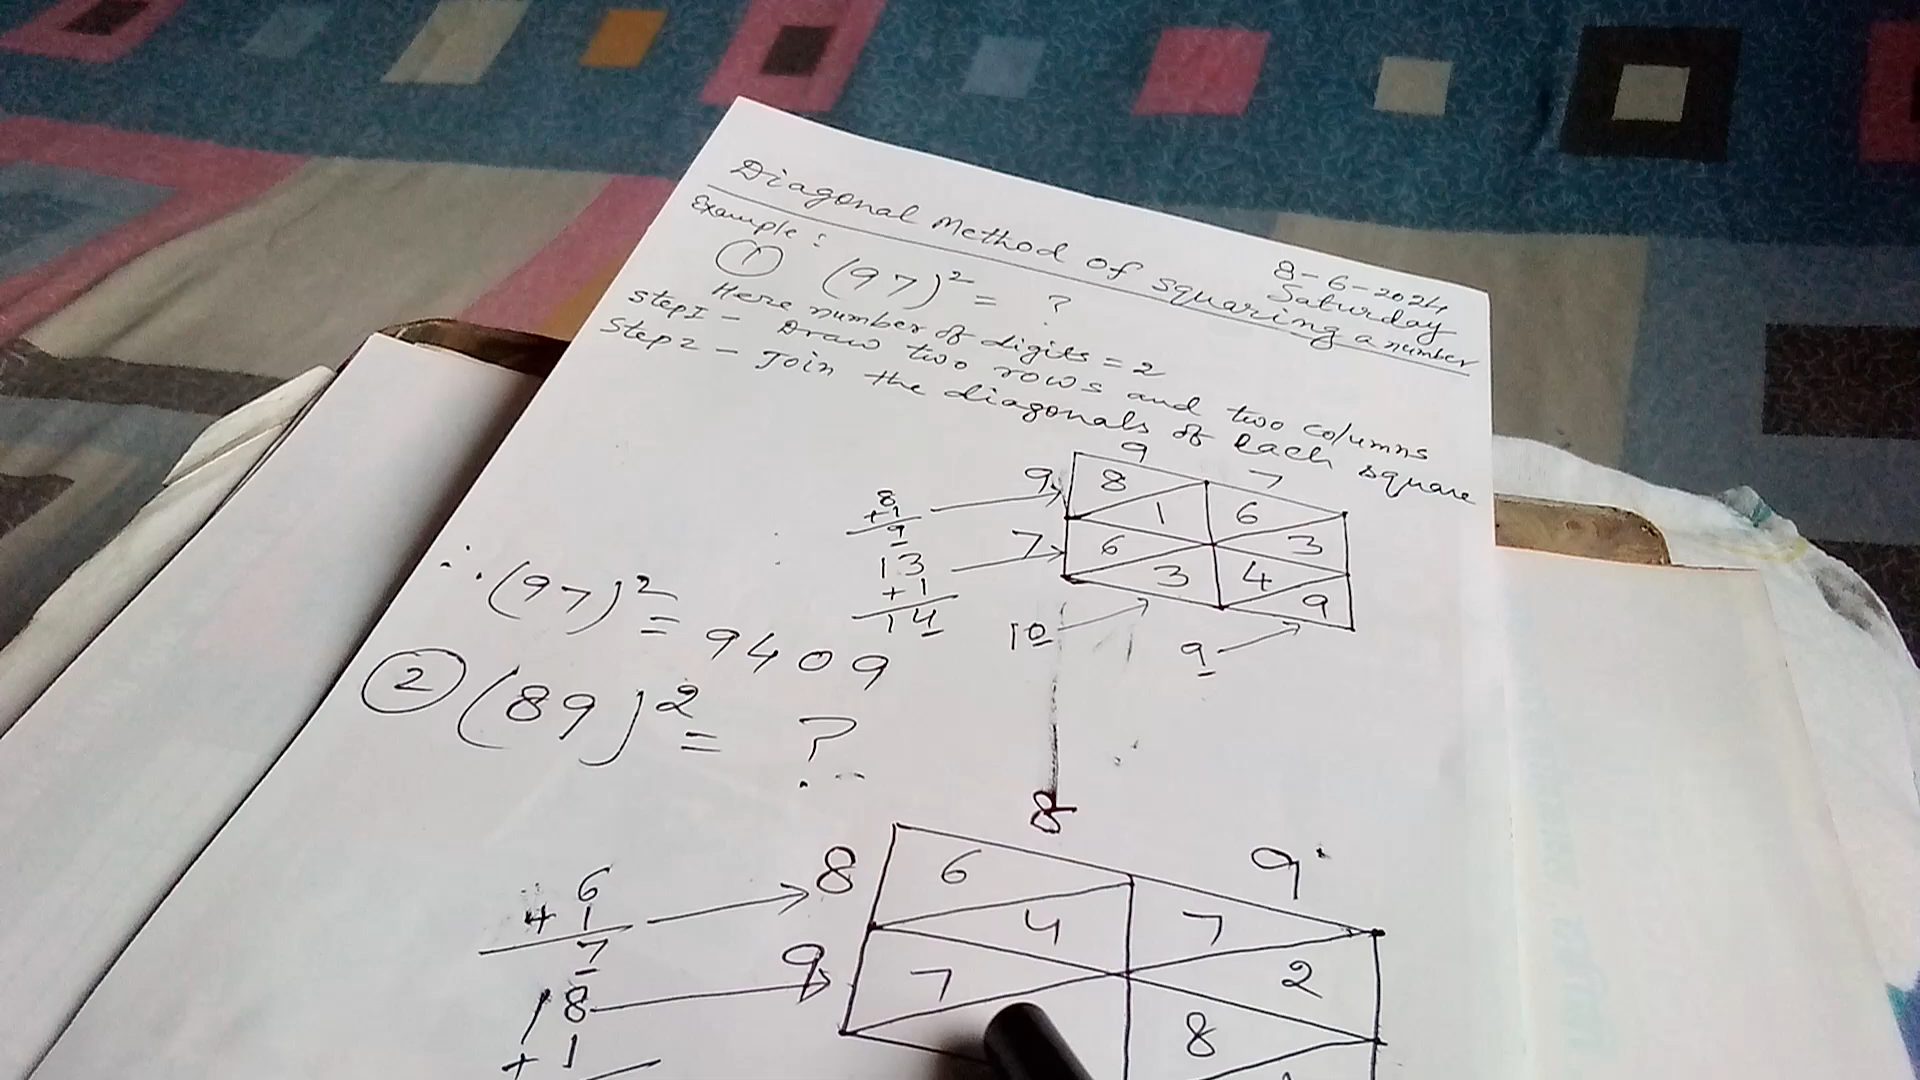 Diagonal Method of squaring a number
8-6-2024
Saturday
Example:
① (97)² = ?
Here number of digits = 2
Step I - Draw two rows and two columns
Step 2 - Join the diagonals of each square
9 7
9 8 1 6 3
7 6 3 4 9
8
+1
9
13
+1
14
10
9
∴ (97)² = 9409
② (89)² = ?
8 9
8 6 4 7 2
9 7 8
6
+1
7
18
+1